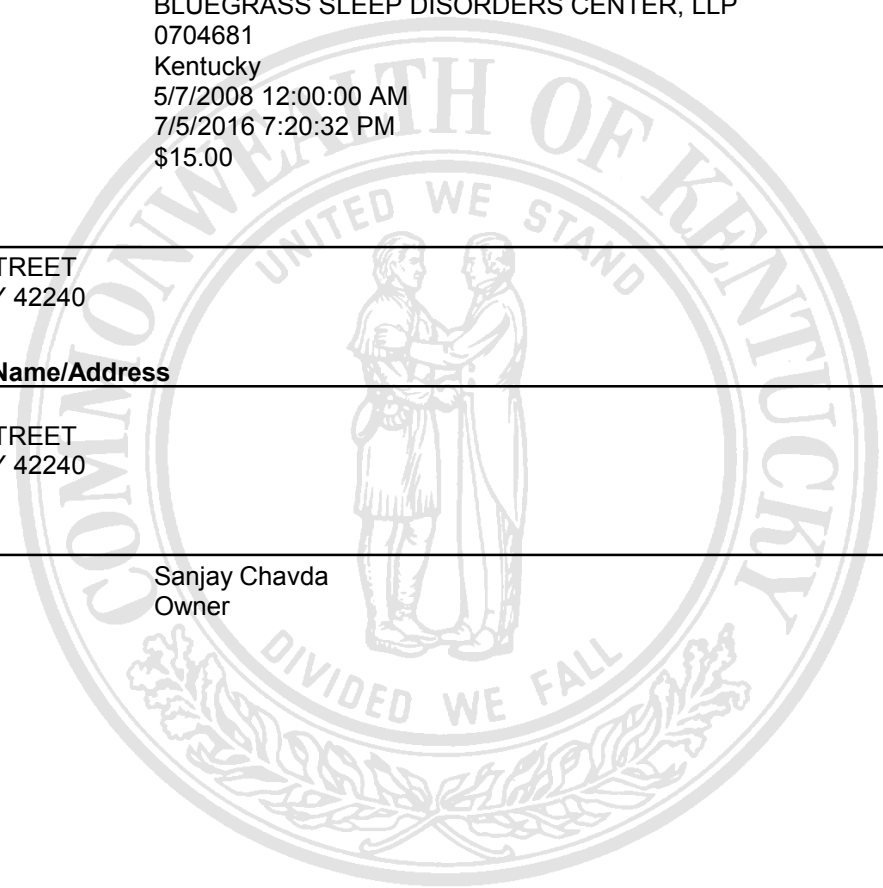 BLUEGRASS SLEEP DISORDERS CENTER, LLP
0704681
Kentucky
5/7/2008 12:00:00 AM
7/5/2016 7:20:32 PM
$15.00
TREET
Y 42240
Name/Address
TREET
Y 42240
Sanjay Chavda
Owner
COMMONWEALTH OF KENTUCKY
UNITED WE STAND
DIVIDED WE FALL